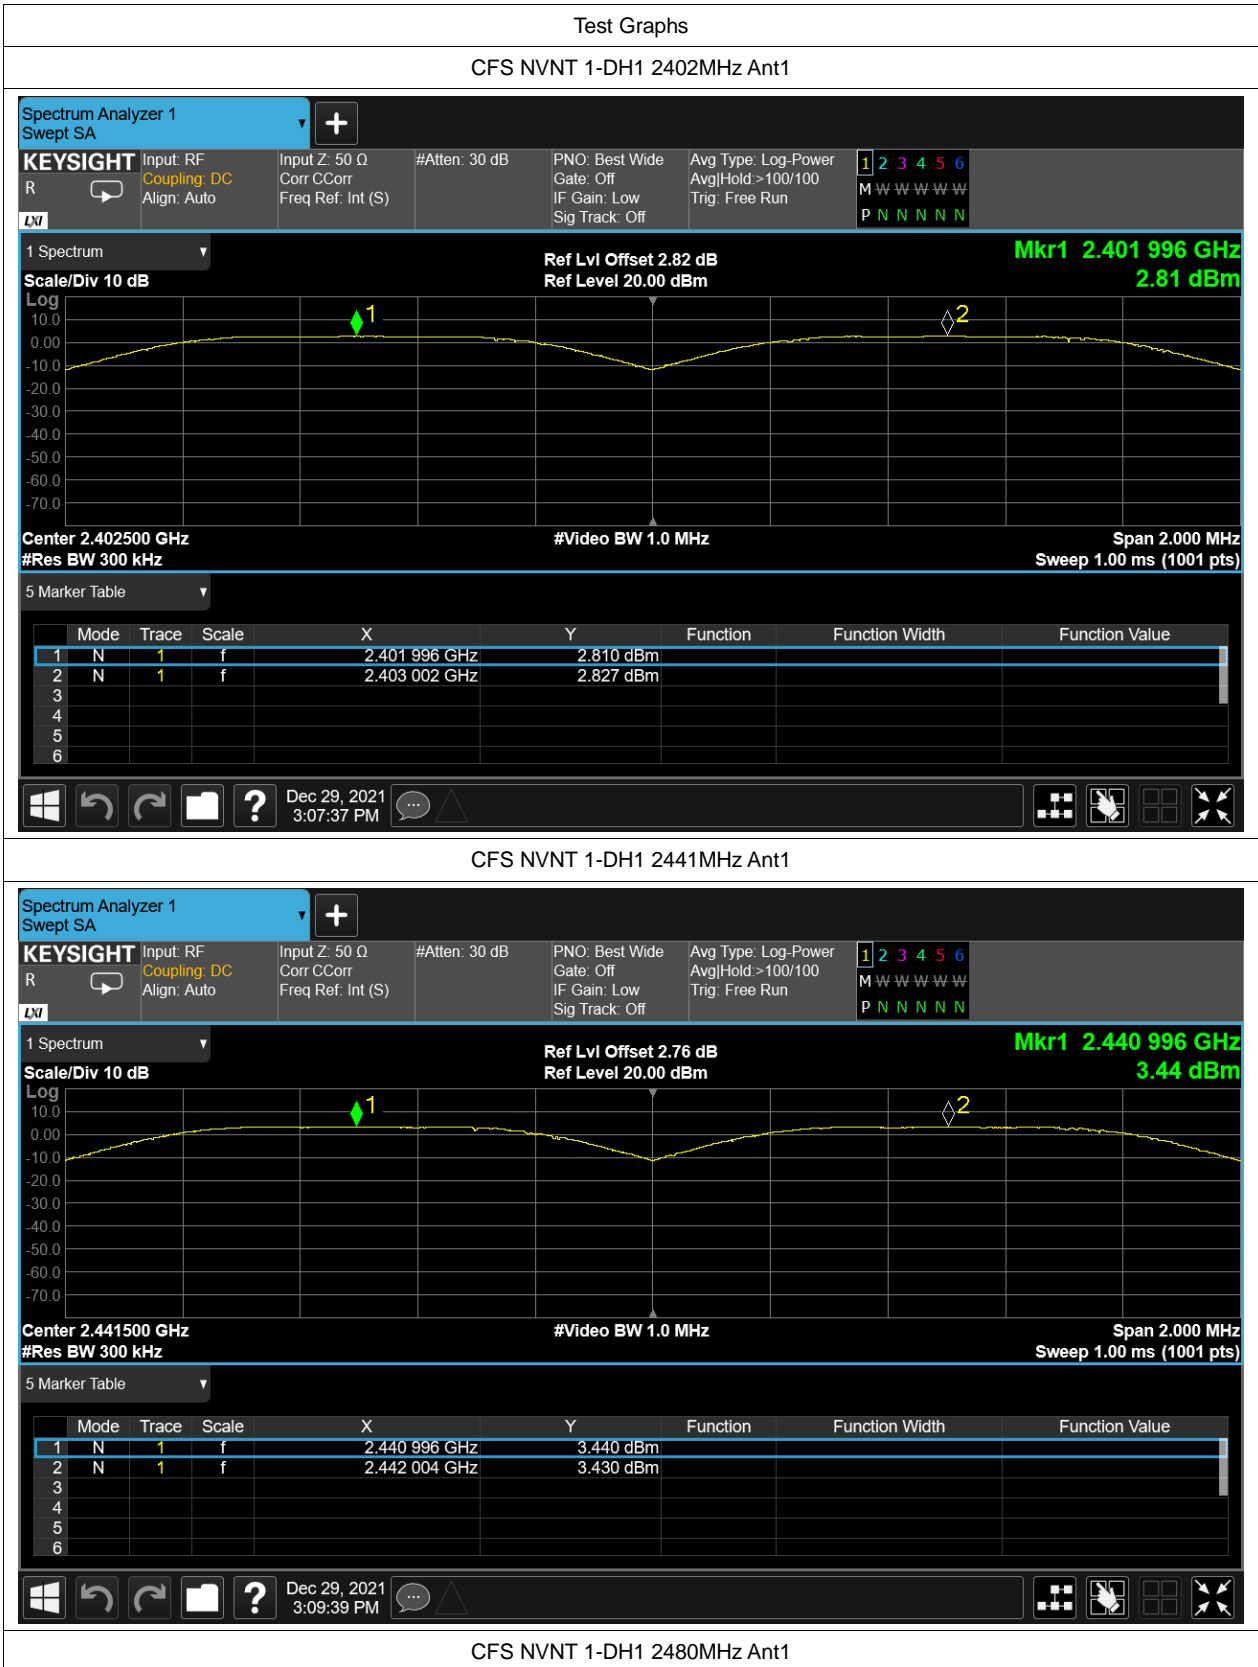 Test Graphs
CFS NVNT 1-DH1 2402MHz Ant1
Spectrum Analyzer 1
Swept SA
KEYSIGHT Input: RF Input Z: 50 Ω #Atten: 30 dB PNO: Best Wide Avg Type: Log-Power 1 2 3 4 5 6
R Coupling: DC Corr CCorr Gate: Off Avg|Hold:>100/100 M W W W W W
Align: Auto Freq Ref: Int (S) IF Gain: Low Trig: Free Run
LXI Sig Track: Off P N N N N N
1 Spectrum Ref Lvl Offset 2.82 dB Mkr1 2.401 996 GHz
Scale/Div 10 dB Ref Level 20.00 dBm 2.81 dBm
Log
1 2
10.0
0.00
-10.0
-20.0
-30.0
-40.0
-50.0
-60.0
-70.0
Center 2.402500 GHz #Video BW 1.0 MHz Span 2.000 MHz
#Res BW 300 kHz Sweep 1.00 ms (1001 pts)
5 Marker Table
Mode Trace Scale X Y Function Function Width Function Value
1 N 1 f 2.401 996 GHz 2.810 dBm
2 N 1 f 2.403 002 GHz 2.827 dBm
3
4
5
6
? Dec 29, 2021
3:07:37 PM
CFS NVNT 1-DH1 2441MHz Ant1
Spectrum Analyzer 1
Swept SA
KEYSIGHT Input: RF Input Z: 50 Ω #Atten: 30 dB PNO: Best Wide Avg Type: Log-Power 1 2 3 4 5 6
R Coupling: DC Corr CCorr Gate: Off Avg|Hold:>100/100 M W W W W W
Align: Auto Freq Ref: Int (S) IF Gain: Low Trig: Free Run
LXI Sig Track: Off P N N N N N
1 Spectrum Ref Lvl Offset 2.76 dB Mkr1 2.440 996 GHz
Scale/Div 10 dB Ref Level 20.00 dBm 3.44 dBm
Log
1 2
10.0
0.00
-10.0
-20.0
-30.0
-40.0
-50.0
-60.0
-70.0
Center 2.441500 GHz #Video BW 1.0 MHz Span 2.000 MHz
#Res BW 300 kHz Sweep 1.00 ms (1001 pts)
5 Marker Table
Mode Trace Scale X Y Function Function Width Function Value
1 N 1 f 2.440 996 GHz 3.440 dBm
2 N 1 f 2.442 004 GHz 3.430 dBm
3
4
5
6
? Dec 29, 2021
3:09:39 PM
CFS NVNT 1-DH1 2480MHz Ant1